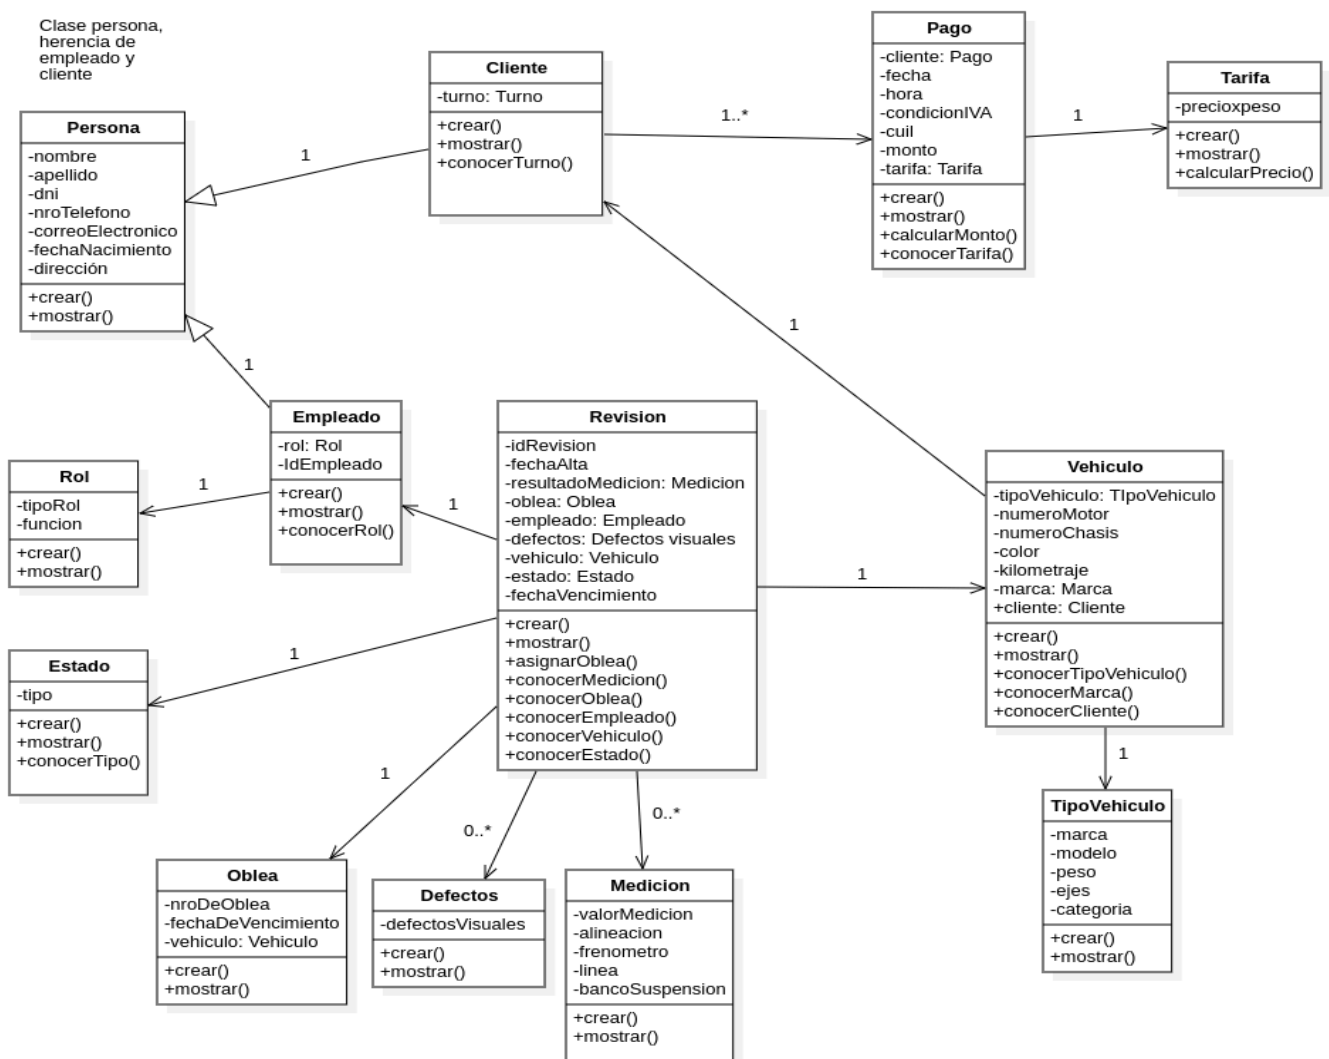 Clase persona,
herencia de
empleado y
cliente
Persona
-nombre
-apellido
-dni
-nroTelefono
-correoElectronico
-fechaNacimiento
-dirección
+crear()
+mostrar()
1
Cliente
-turno: Turno
+crear()
+mostrar()
+conocerTurno()
1..*
Pago
-cliente: Pago
-fecha
-hora
-condicionIVA
-cuil
-monto
-tarifa: Tarifa
+crear()
+mostrar()
+calcularMonto()
+conocerTarifa()
1
Tarifa
-precioxpeso
+crear()
+mostrar()
+calcularPrecio()
1
1
Rol
-tipoRol
-funcion
+crear()
+mostrar()
1
Empleado
-rol: Rol
-IdEmpleado
+crear()
+mostrar()
+conocerRol()
1
Revision
-idRevision
-fechaAlta
-resultadoMedicion: Medicion
-oblea: Oblea
-empleado: Empleado
-defectos: Defectos visuales
-vehiculo: Vehiculo
-estado: Estado
-fechaVencimiento
+crear()
+mostrar()
+asignarOblea()
+conocerMedicion()
+conocerOblea()
+conocerEmpleado()
+conocerVehiculo()
+conocerEstado()
1
Vehiculo
-tipoVehiculo: TIpoVehiculo
-numeroMotor
-numeroChasis
-color
-kilometraje
-marca: Marca
+cliente: Cliente
+crear()
+mostrar()
+conocerTipoVehiculo()
+conocerMarca()
+conocerCliente()
Estado
-tipo
+crear()
+mostrar()
+conocerTipo()
1
1
0..*
0..*
1
Oblea
-nroDeOblea
-fechaDeVencimiento
-vehiculo: Vehiculo
+crear()
+mostrar()
Defectos
-defectosVisuales
+crear()
+mostrar()
Medicion
-valorMedicion
-alineacion
-frenometro
-linea
-bancoSuspension
+crear()
+mostrar()
TipoVehiculo
-marca
-modelo
-peso
-ejes
-categoria
+crear()
+mostrar()